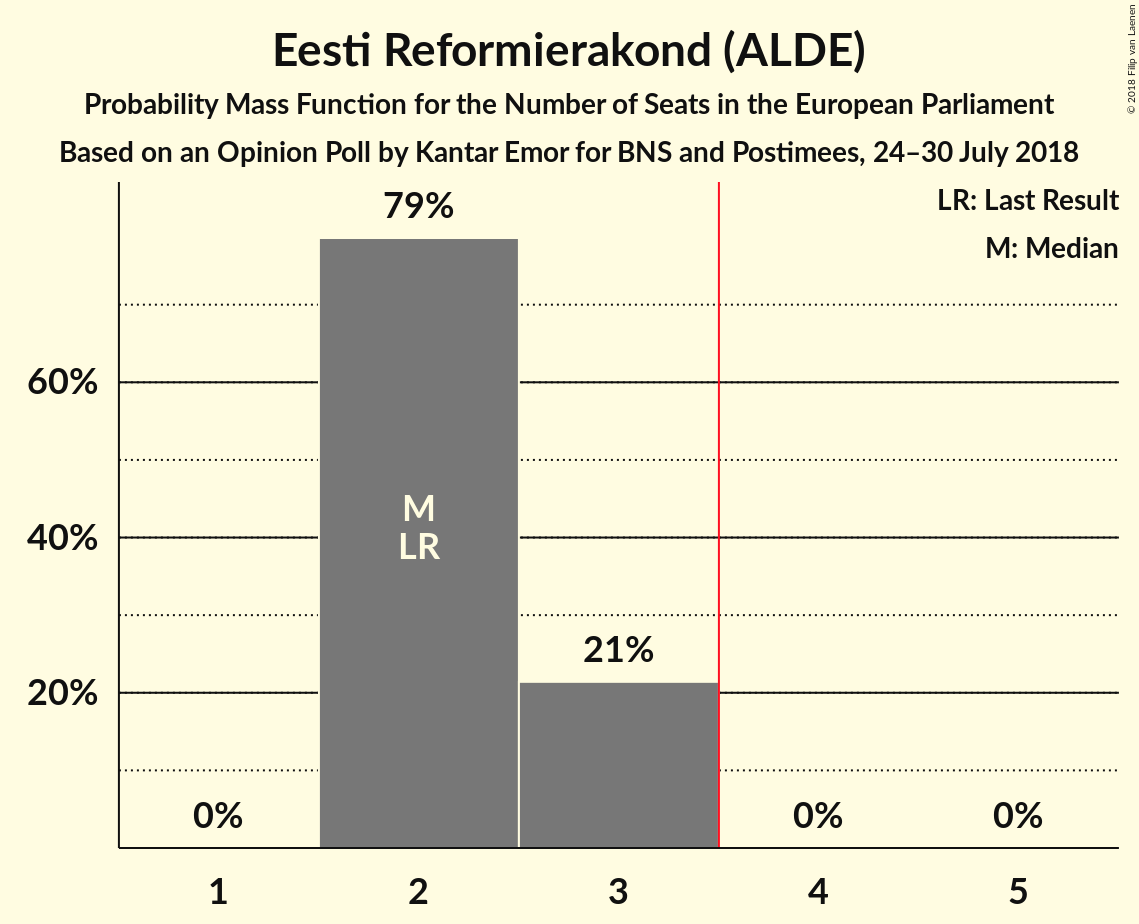 Eesti Reformierakond (ALDE)
Probability Mass Function for the Number of Seats in the European Parliament
Based on an Opinion Poll by Kantar Emor for BNS and Postimees, 24–30 July 2018
© 2018 Filip van Laenen
LR: Last Result
M: Median
79%
60%
M
40%
LR
21%
20%
0%
0%
0%
1
2
3
4
5